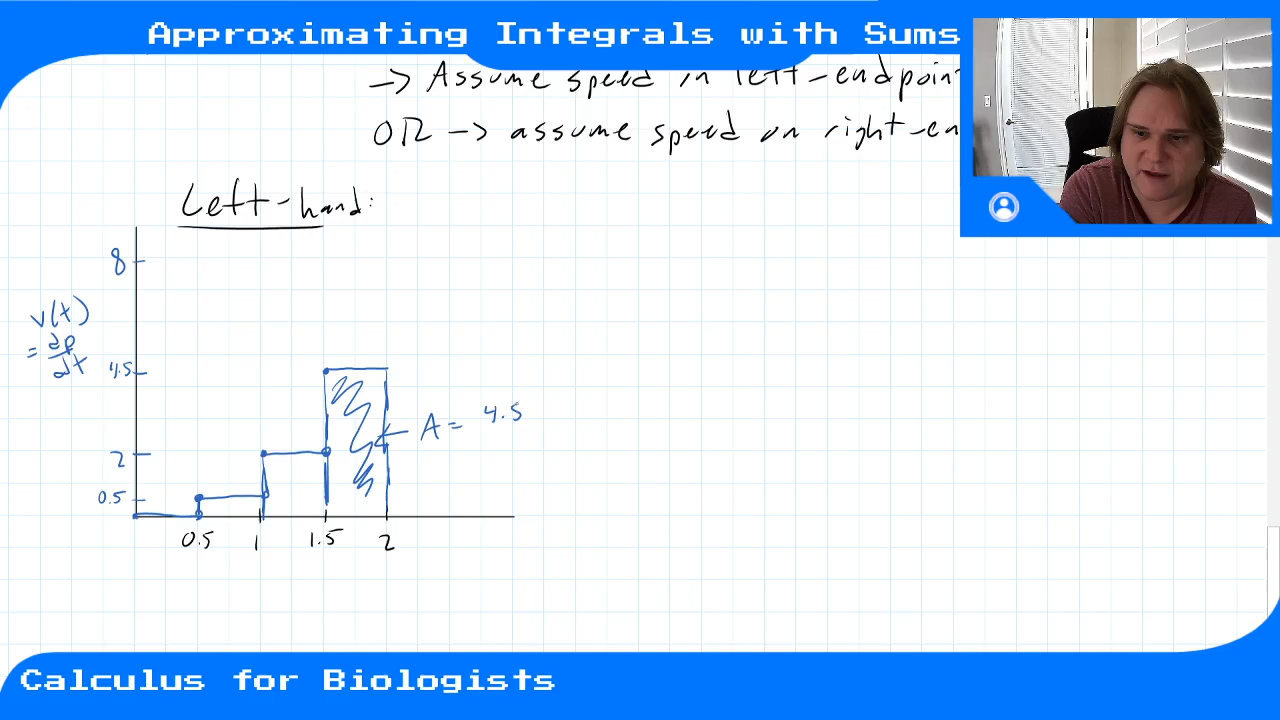 Approximating Integrals with Sums
→ Assume speed in left-endpoint
OR → assume speed on right-en
Left-hand:
8
v(t)
= dp/dt
4.5
A = 4.5
2
0.5
0.5 1 1.5 2
Calculus for Biologists